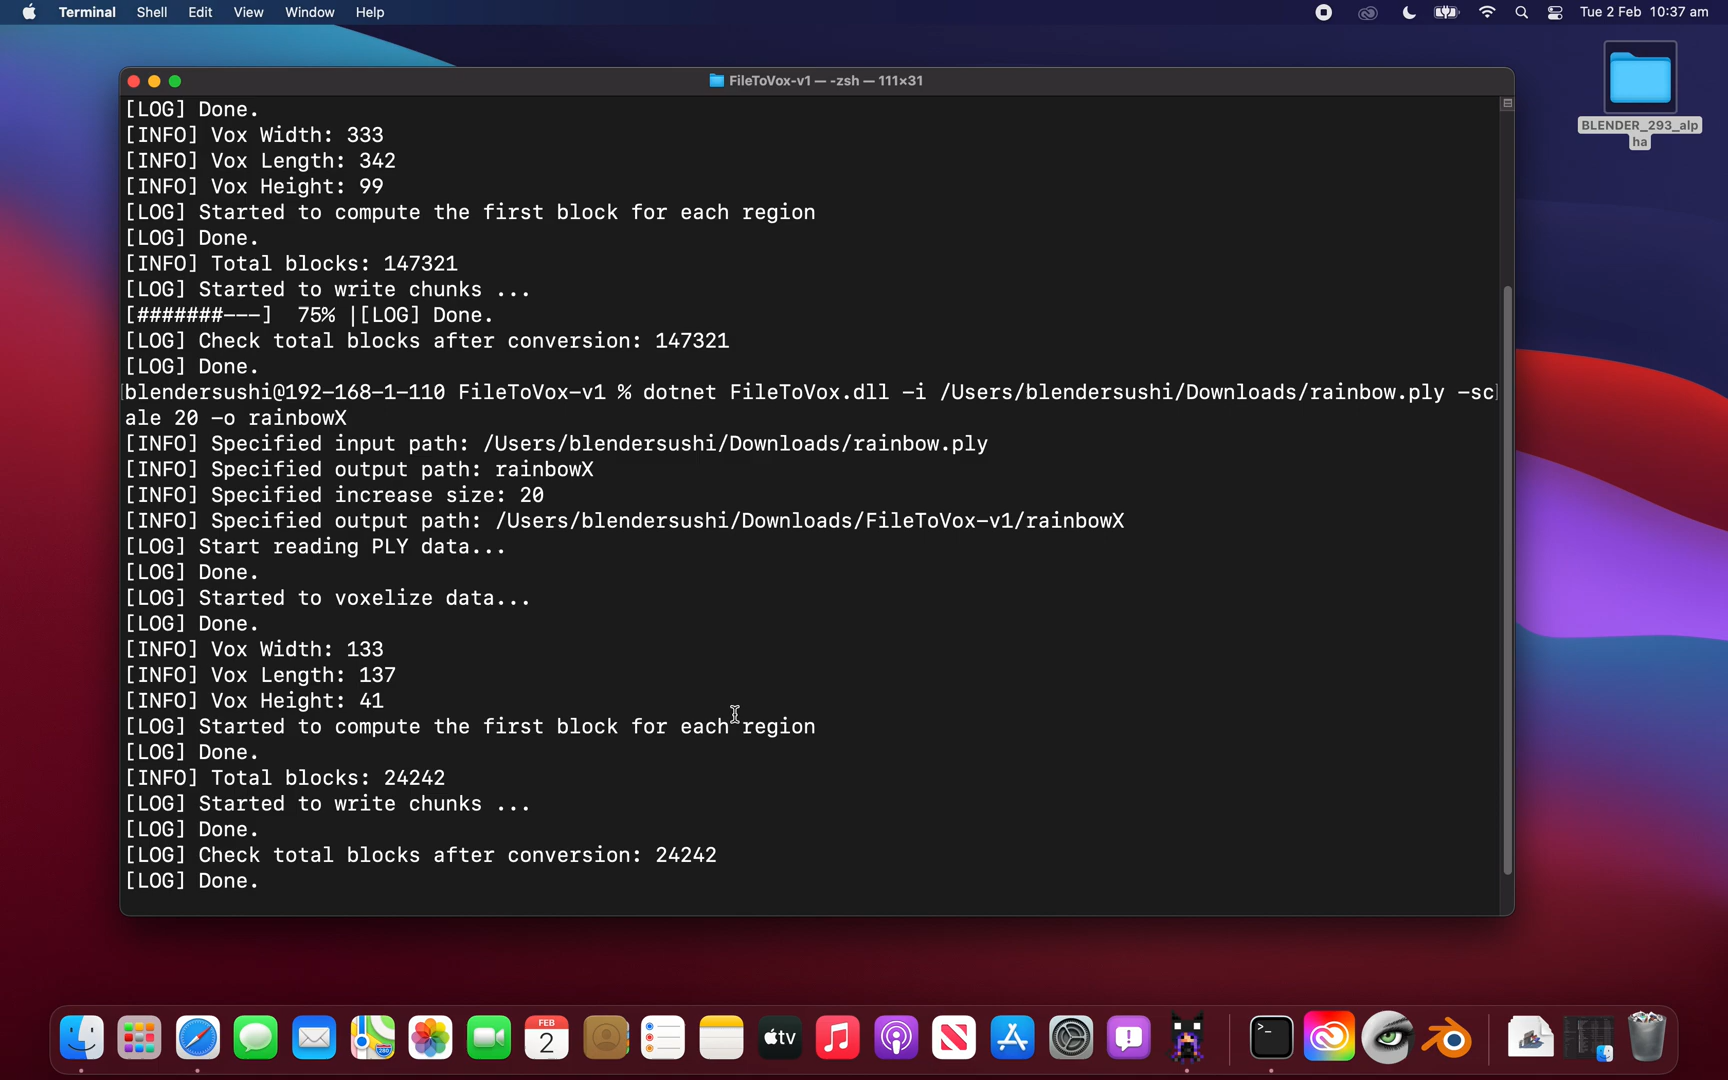 Terminal Shell Edit View Window Help Tue 2 Feb 10:37 am
FileToVox-v1 — -zsh — 111×31
BLENDER_293_alp
ha
[LOG] Done.
[INFO] Vox Width: 333
[INFO] Vox Length: 342
[INFO] Vox Height: 99
[LOG] Started to compute the first block for each region
[LOG] Done.
[INFO] Total blocks: 147321
[LOG] Started to write chunks ...
[#######---]  75% |[LOG] Done.
[LOG] Check total blocks after conversion: 147321
[LOG] Done.
[blendersushi@192-168-1-110 FileToVox-v1 % dotnet FileToVox.dll -i /Users/blendersushi/Downloads/rainbow.ply -sc]
ale 20 -o rainbowX
[INFO] Specified input path: /Users/blendersushi/Downloads/rainbow.ply
[INFO] Specified output path: rainbowX
[INFO] Specified increase size: 20
[INFO] Specified output path: /Users/blendersushi/Downloads/FileToVox-v1/rainbowX
[LOG] Start reading PLY data...
[LOG] Done.
[LOG] Started to voxelize data...
[LOG] Done.
[INFO] Vox Width: 133
[INFO] Vox Length: 137
[INFO] Vox Height: 41
[LOG] Started to compute the first block for each region
[LOG] Done.
[INFO] Total blocks: 24242
[LOG] Started to write chunks ...
[LOG] Done.
[LOG] Check total blocks after conversion: 24242
[LOG] Done.
FEB
2
tv